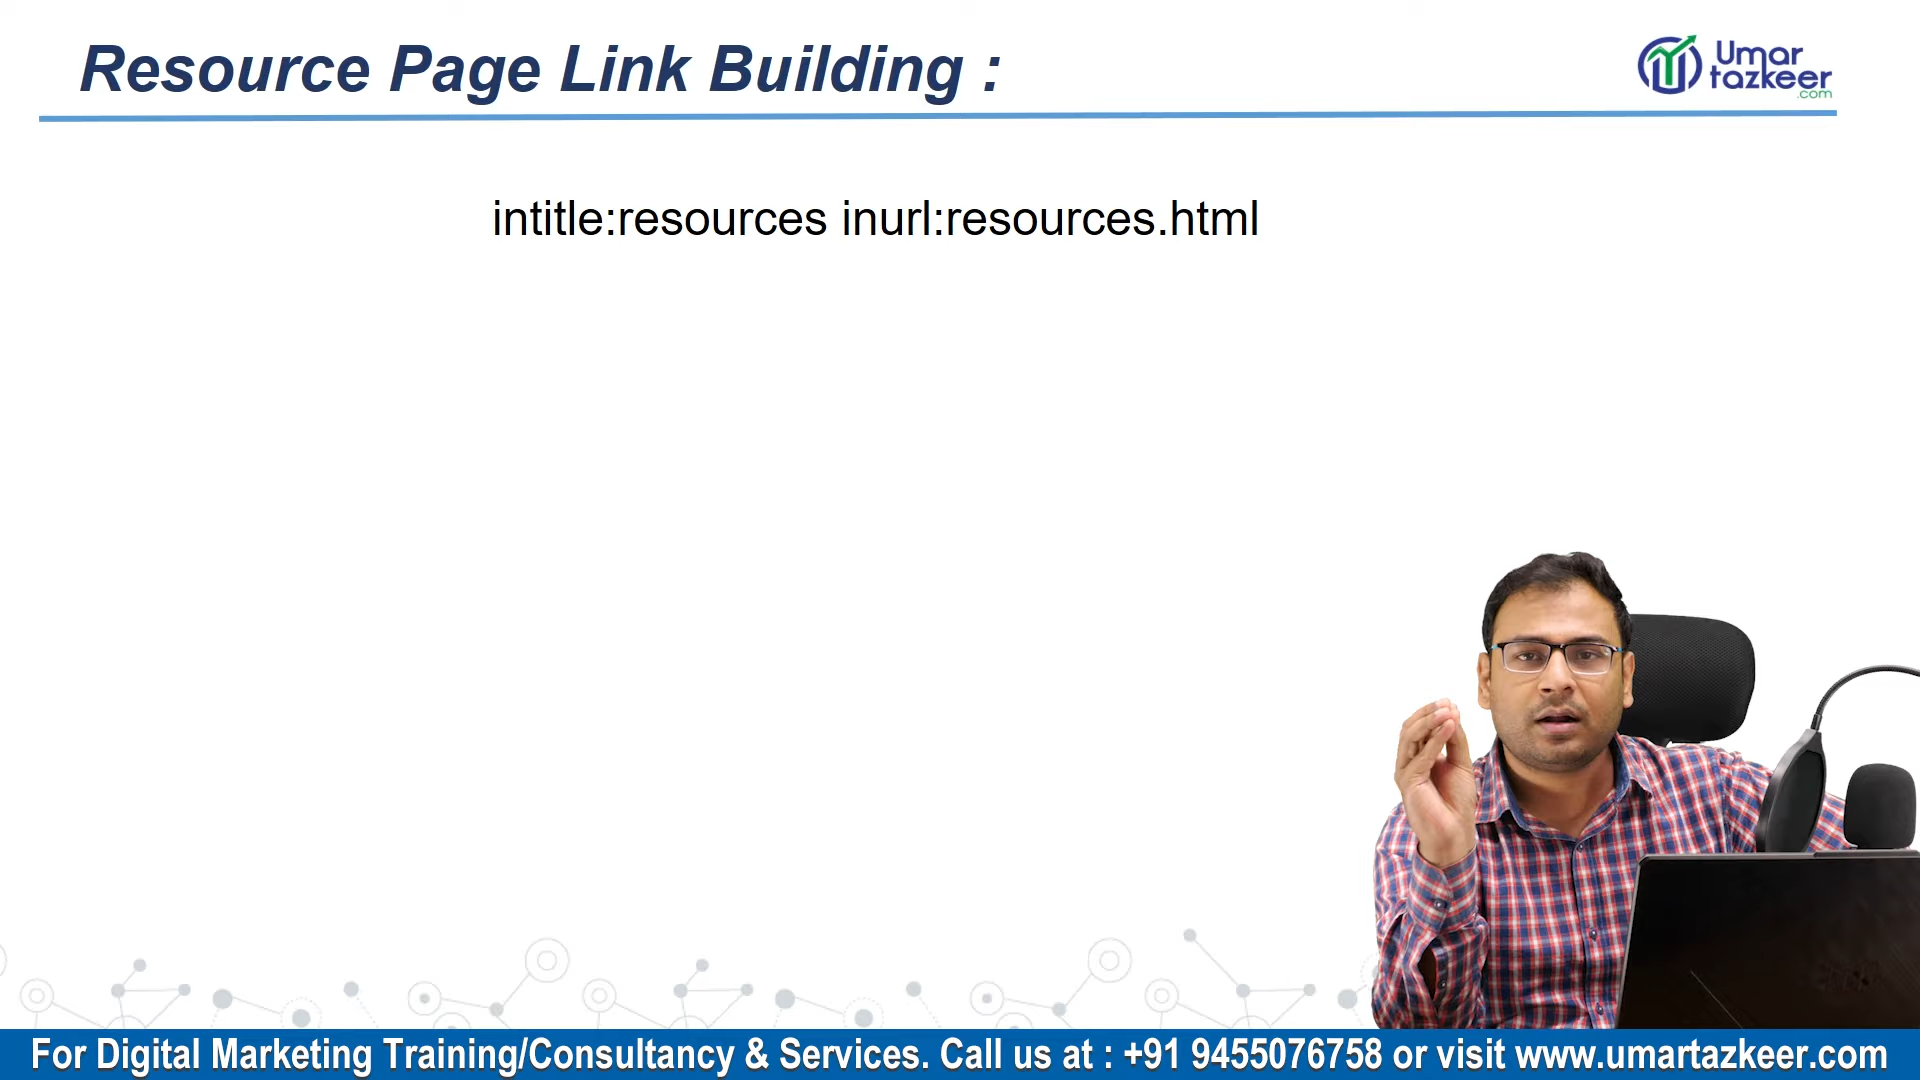 Resource Page Link Building :
Umar
tazkeer
.com
intitle:resources inurl:resources.html
For Digital Marketing Training/Consultancy & Services. Call us at : +91 9455076758 or visit www.umartazkeer.com